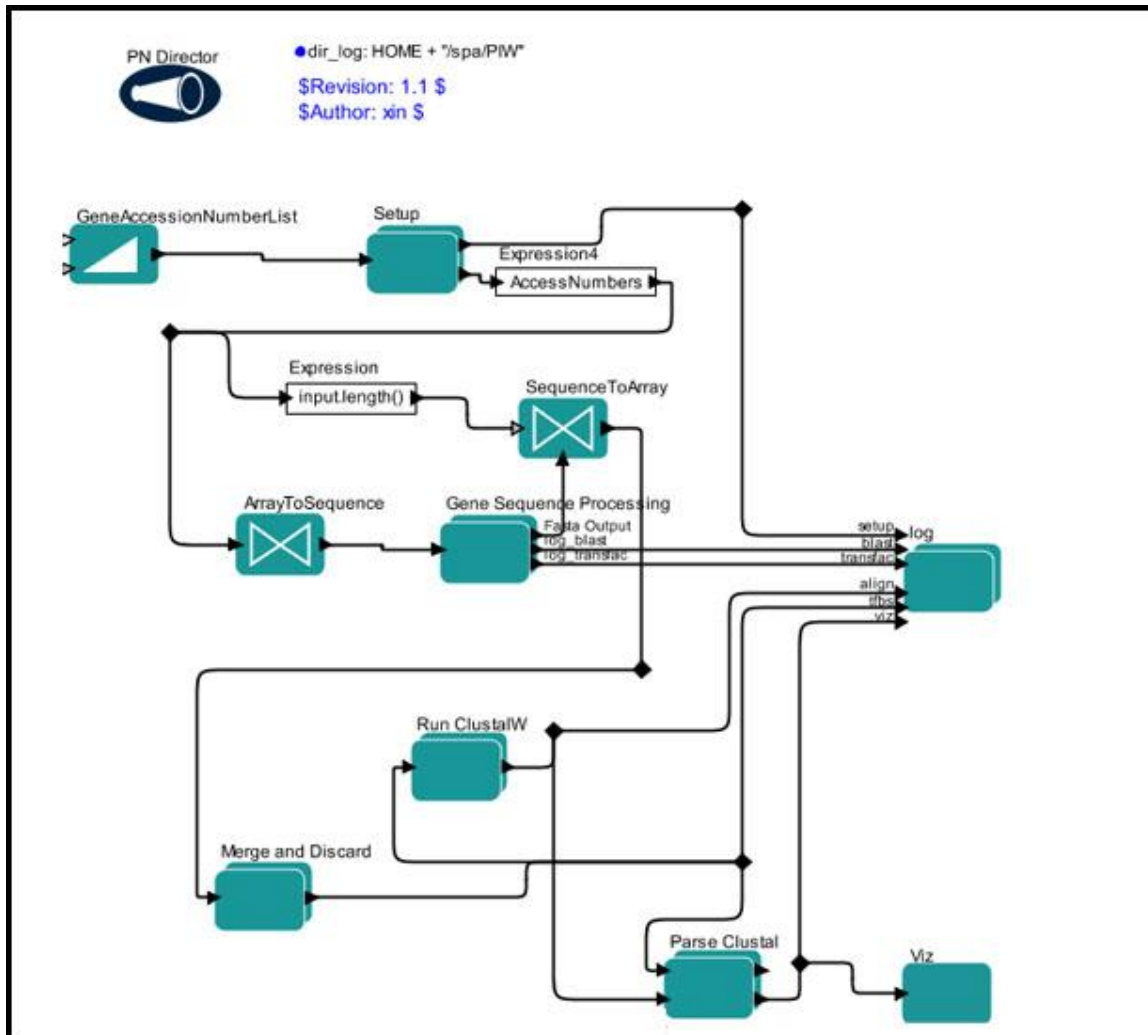 PN Director
dir_log: HOME + "/spa/PIW"
$Revision: 1.1 $
$Author: xin $
GeneAccessionNumberList
Setup
Expression4
AccessNumbers
Expression
input.length()
SequenceToArray
ArrayToSequence
Gene Sequence Processing
Fasta Output
log_blast
log_transfac
setup
log
blast
transfac
align
tfbs
viz
Run ClustalW
Merge and Discard
Parse Clustal
Viz